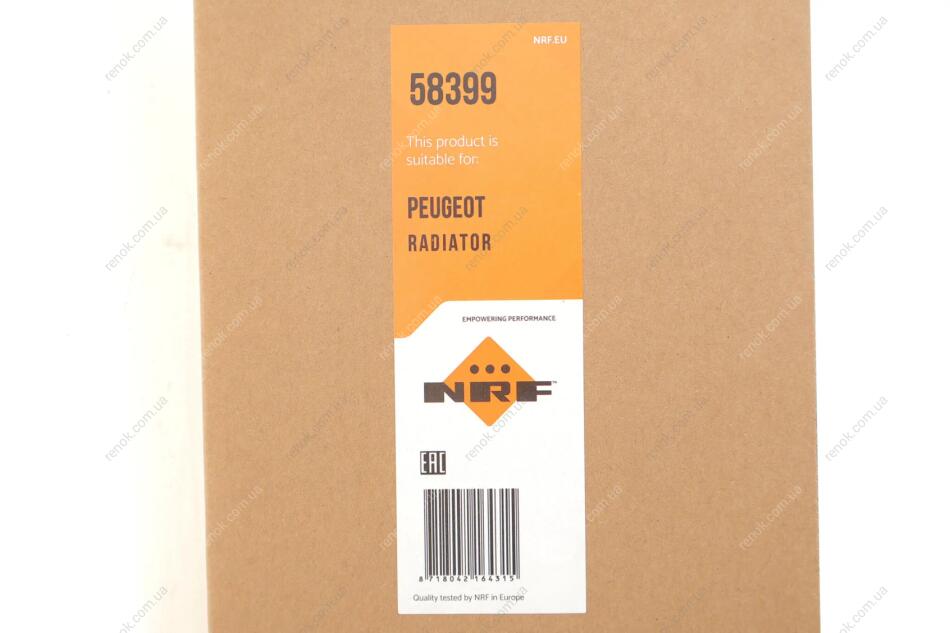 NRF.EU
58399
This product is
suitable for:
PEUGEOT
RADIATOR
EMPOWERING PERFORMANCE
NRF™
EAC
8 718042 164315
Quality tested by NRF in Europe
renok.com.ua